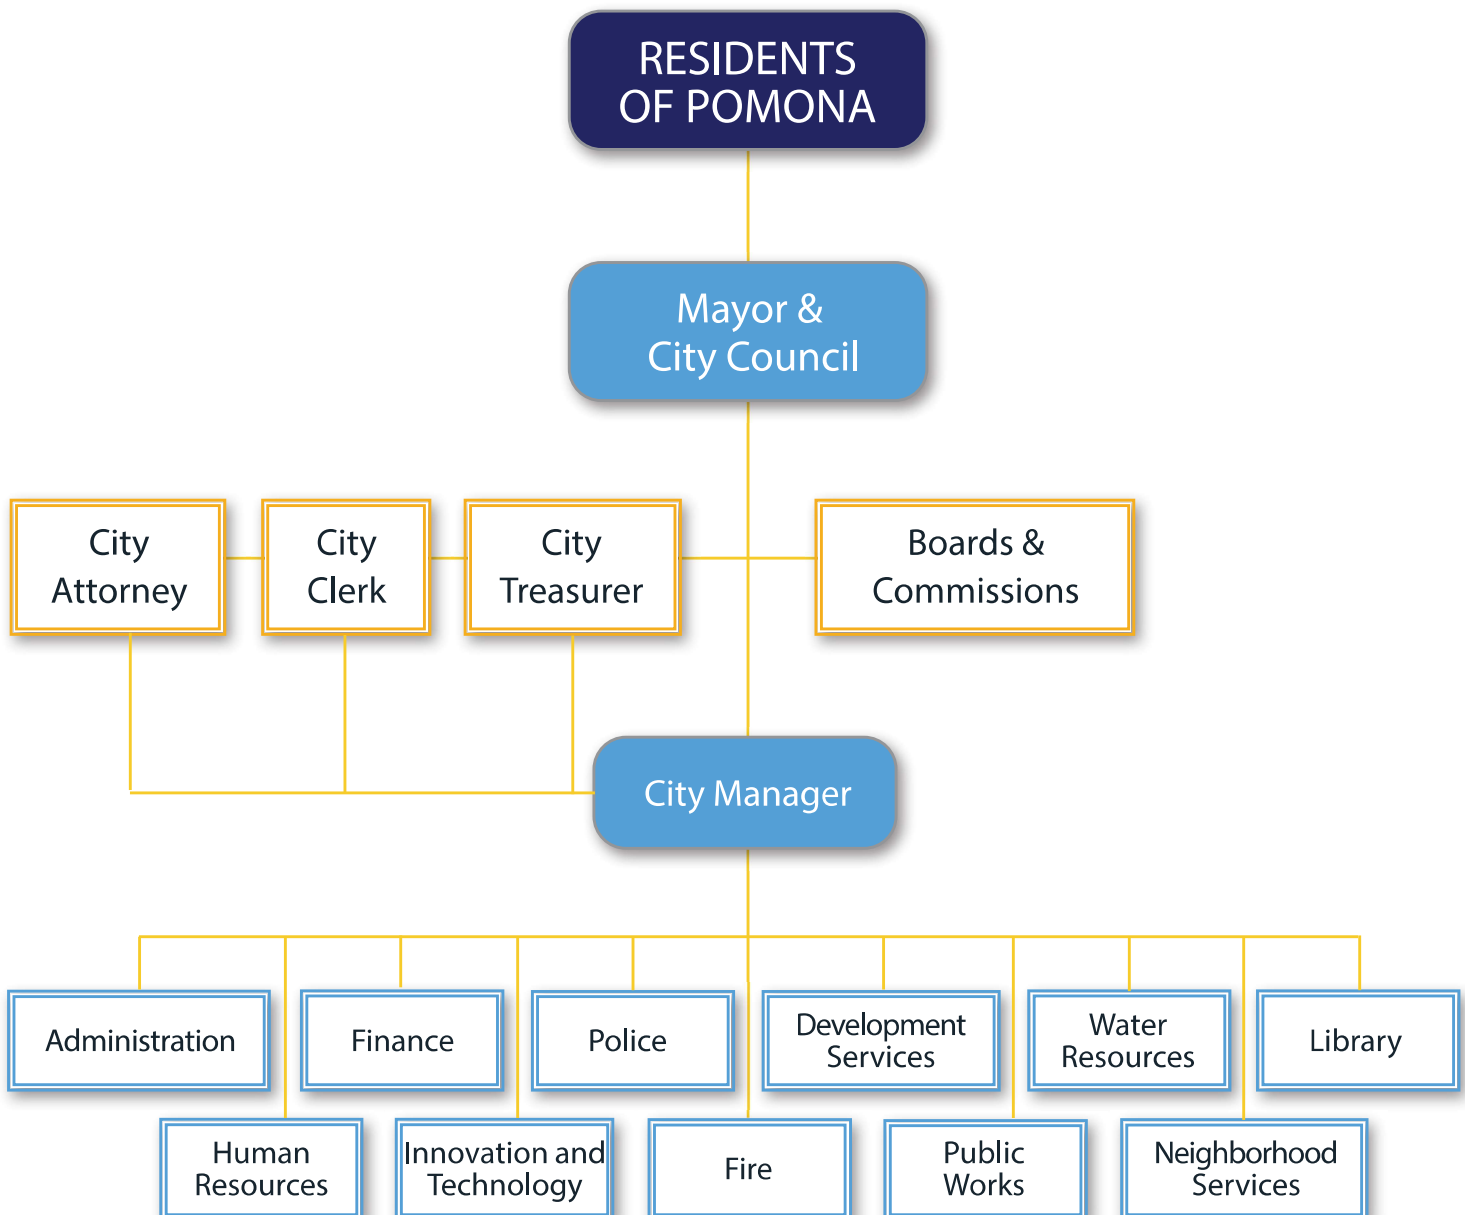 RESIDENTS
OF POMONA
Mayor &
City Council
City
Attorney
City
Clerk
City
Treasurer
Boards &
Commissions
City Manager
Administration
Finance
Police
Development
Services
Water
Resources
Library
Human
Resources
Innovation and
Technology
Fire
Public
Works
Neighborhood
Services